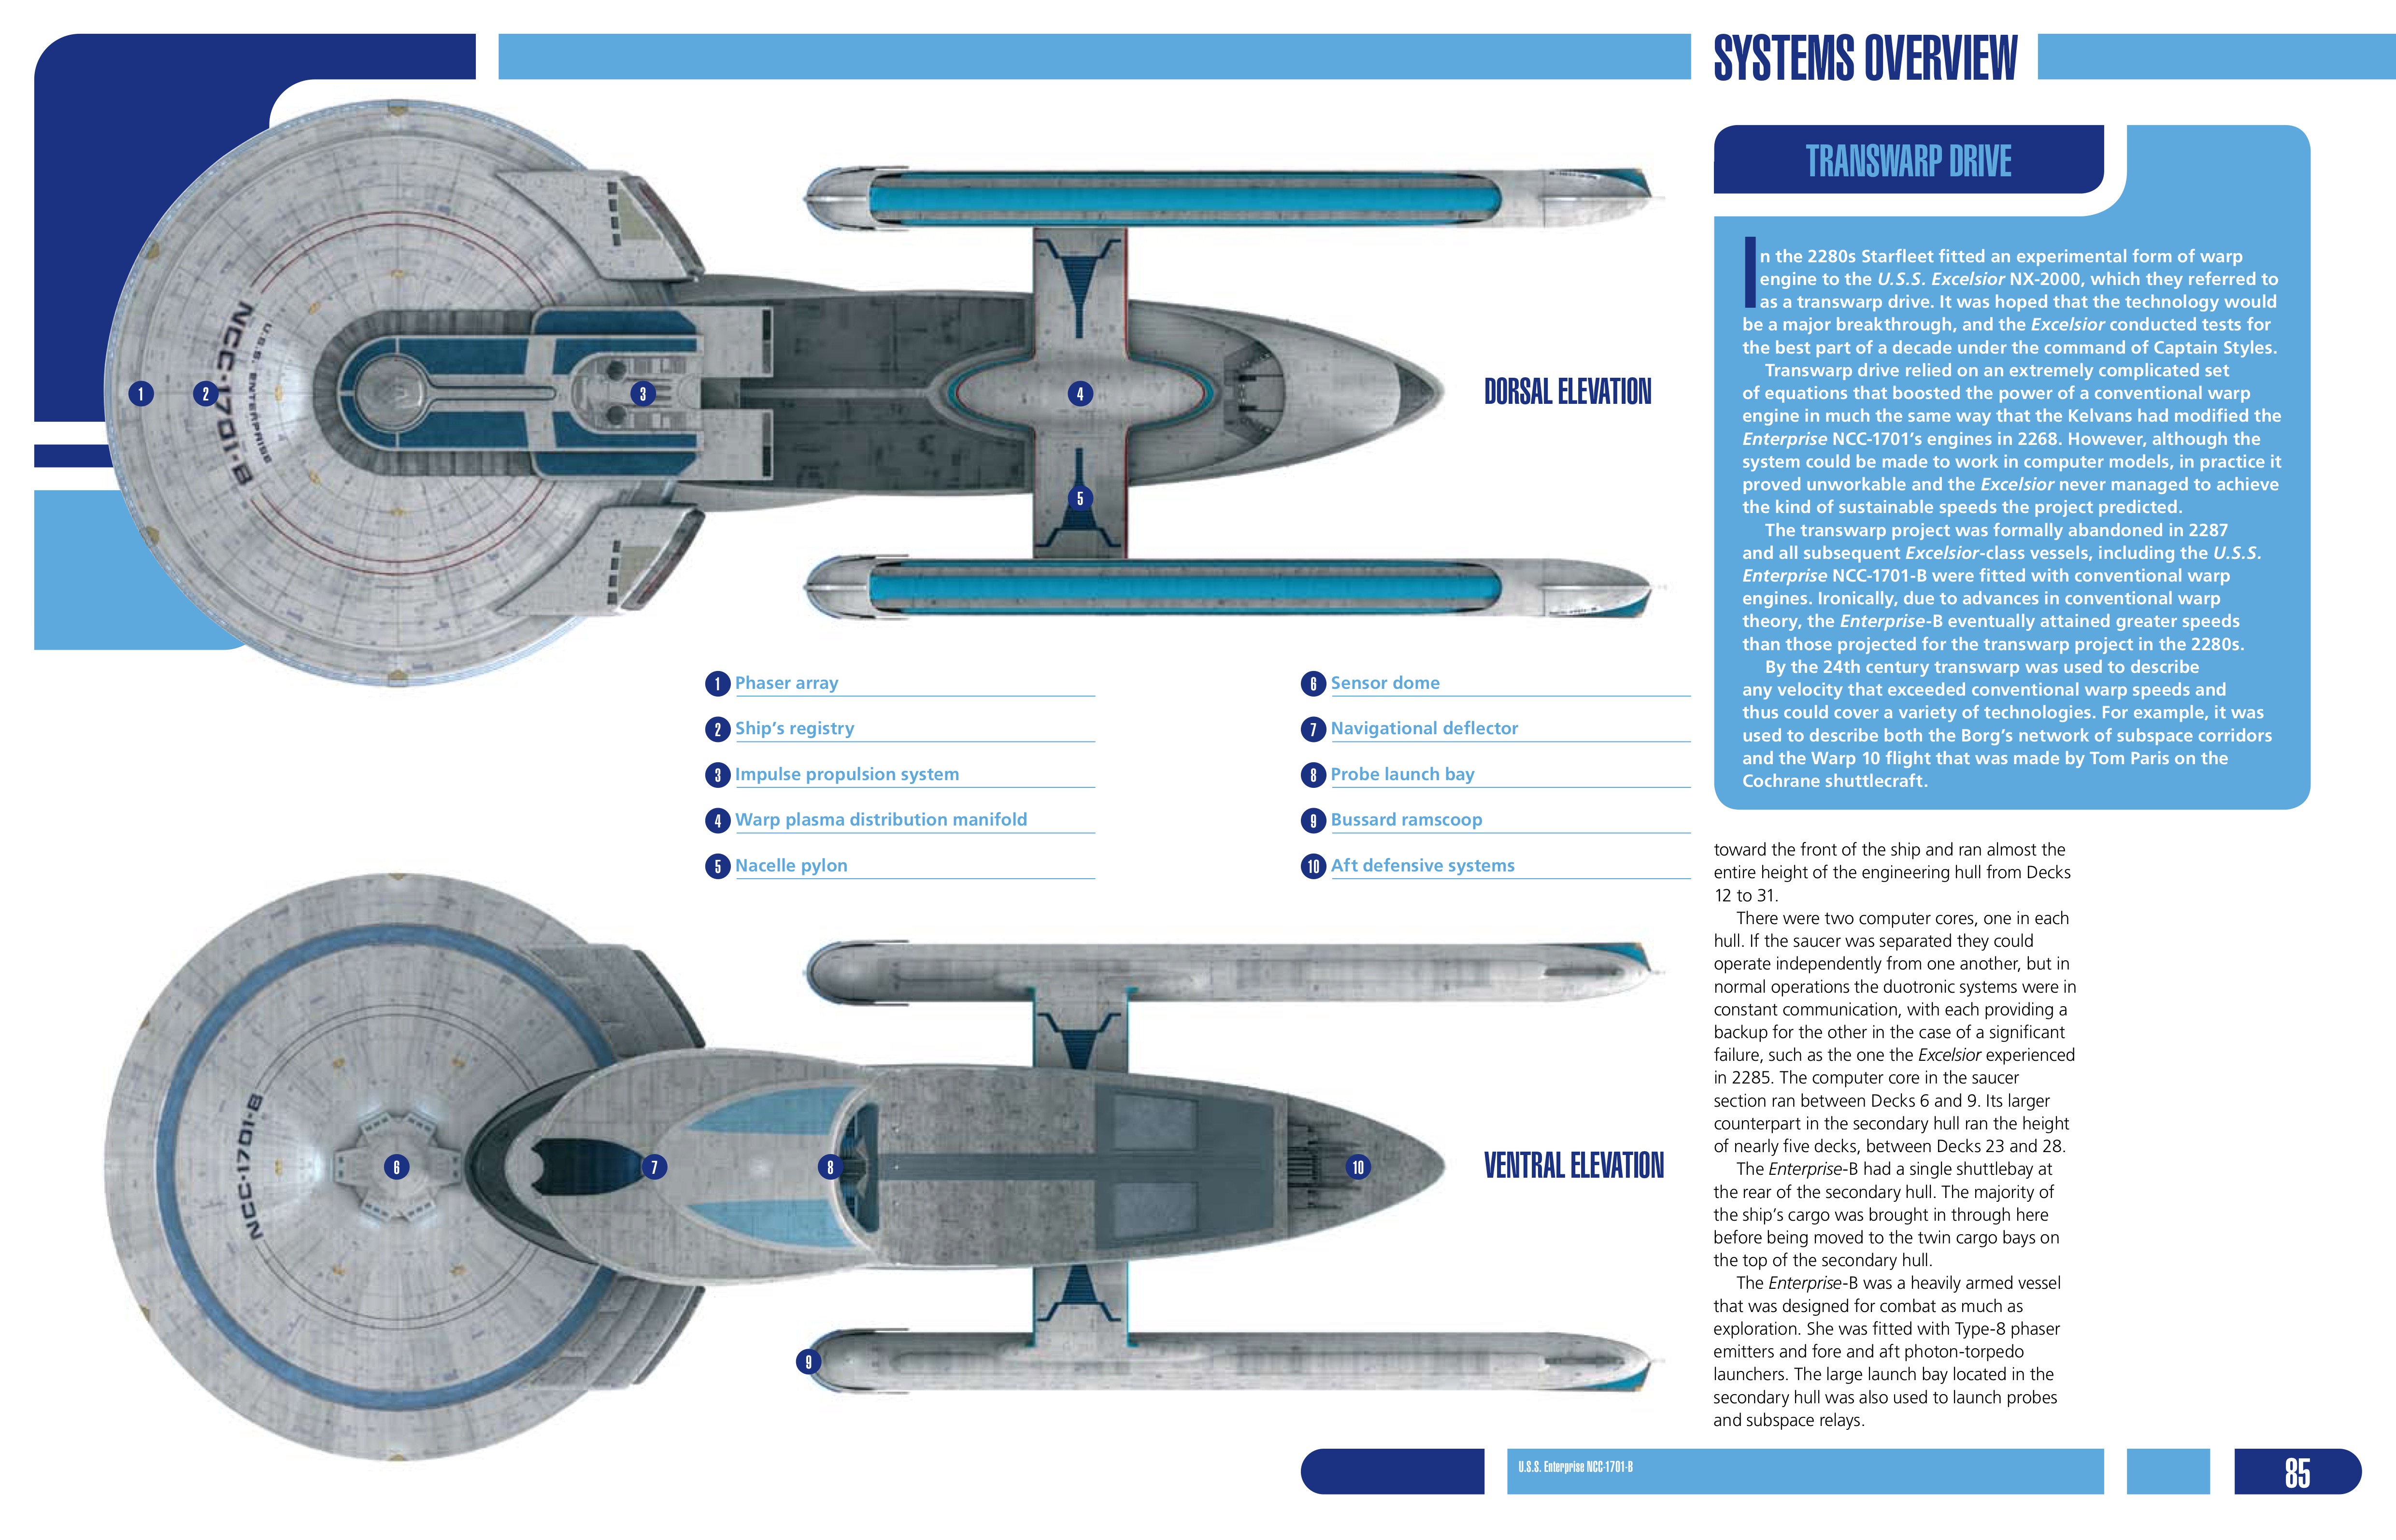 SYSTEMS OVERVIEW
NCC-1701-B
U.S.S. ENTERPRISE
1
2
3
4
5
DORSAL ELEVATION
1 Phaser array
2 Ship's registry
3 Impulse propulsion system
4 Warp plasma distribution manifold
5 Nacelle pylon
6 Sensor dome
7 Navigational deflector
8 Probe launch bay
9 Bussard ramscoop
10 Aft defensive systems
NCC-1701-B
6
7
8
9
10
VENTRAL ELEVATION
TRANSWARP DRIVE
In the 2280s Starfleet fitted an experimental form of warp
engine to the U.S.S. Excelsior NX-2000, which they referred to
as a transwarp drive. It was hoped that the technology would
be a major breakthrough, and the Excelsior conducted tests for
the best part of a decade under the command of Captain Styles.
Transwarp drive relied on an extremely complicated set
of equations that boosted the power of a conventional warp
engine in much the same way that the Kelvans had modified the
Enterprise NCC-1701's engines in 2268. However, although the
system could be made to work in computer models, in practice it
proved unworkable and the Excelsior never managed to achieve
the kind of sustainable speeds the project predicted.
The transwarp project was formally abandoned in 2287
and all subsequent Excelsior-class vessels, including the U.S.S.
Enterprise NCC-1701-B were fitted with conventional warp
engines. Ironically, due to advances in conventional warp
theory, the Enterprise-B eventually attained greater speeds
than those projected for the transwarp project in the 2280s.
By the 24th century transwarp was used to describe
any velocity that exceeded conventional warp speeds and
thus could cover a variety of technologies. For example, it was
used to describe both the Borg's network of subspace corridors
and the Warp 10 flight that was made by Tom Paris on the
Cochrane shuttlecraft.
toward the front of the ship and ran almost the
entire height of the engineering hull from Decks
12 to 31.
There were two computer cores, one in each
hull. If the saucer was separated they could
operate independently from one another, but in
normal operations the duotronic systems were in
constant communication, with each providing a
backup for the other in the case of a significant
failure, such as the one the Excelsior experienced
in 2285. The computer core in the saucer
section ran between Decks 6 and 9. Its larger
counterpart in the secondary hull ran the height
of nearly five decks, between Decks 23 and 28.
The Enterprise-B had a single shuttlebay at
the rear of the secondary hull. The majority of
the ship's cargo was brought in through here
before being moved to the twin cargo bays on
the top of the secondary hull.
The Enterprise-B was a heavily armed vessel
that was designed for combat as much as
exploration. She was fitted with Type-8 phaser
emitters and fore and aft photon-torpedo
launchers. The large launch bay located in the
secondary hull was also used to launch probes
and subspace relays.
U.S.S. Enterprise NCC-1701-B
85